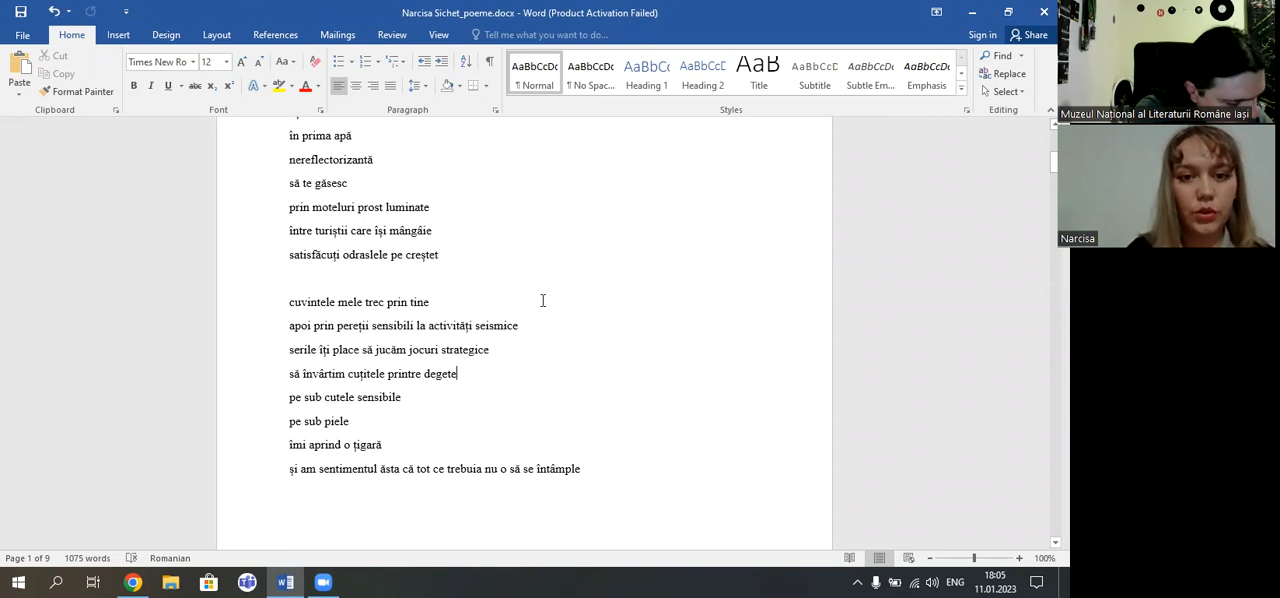 Narcisa Sichet_poeme.docx - Word (Product Activation Failed)
File Home Insert Design Layout References Mailings Review View Tell me what you want to do... Sign in Share
Paste
Cut
Copy
Format Painter
Clipboard
Times New Ro 12
Font
Paragraph
AaBbCcDc AaBbCcDc AaBbCc AaBbCcD AaB AaBbCcD AaBbCcDc AaBbCcDc
¶ Normal ¶ No Spac... Heading 1 Heading 2 Title Subtitle Subtle Em... Emphasis
Styles
Find
Replace
Select
Editing
Muzeul Național al Literaturii Române Iași
Narcisa
în prima apă
nereflectorizantă
să te găsesc
prin moteluri prost luminate
între turiștii care își mângâie
satisfăcuți odraslele pe creștet
cuvintele mele trec prin tine
apoi prin pereții sensibili la activități seismice
serile îți place să jucăm jocuri strategice
să învârtim cuțitele printre degete
pe sub cutele sensibile
pe sub piele
îmi aprind o țigară
și am sentimentul ăsta că tot ce trebuia nu o să se întâmple
Page 1 of 9 1075 words Romanian 100%
ENG
18:05
11.01.2023